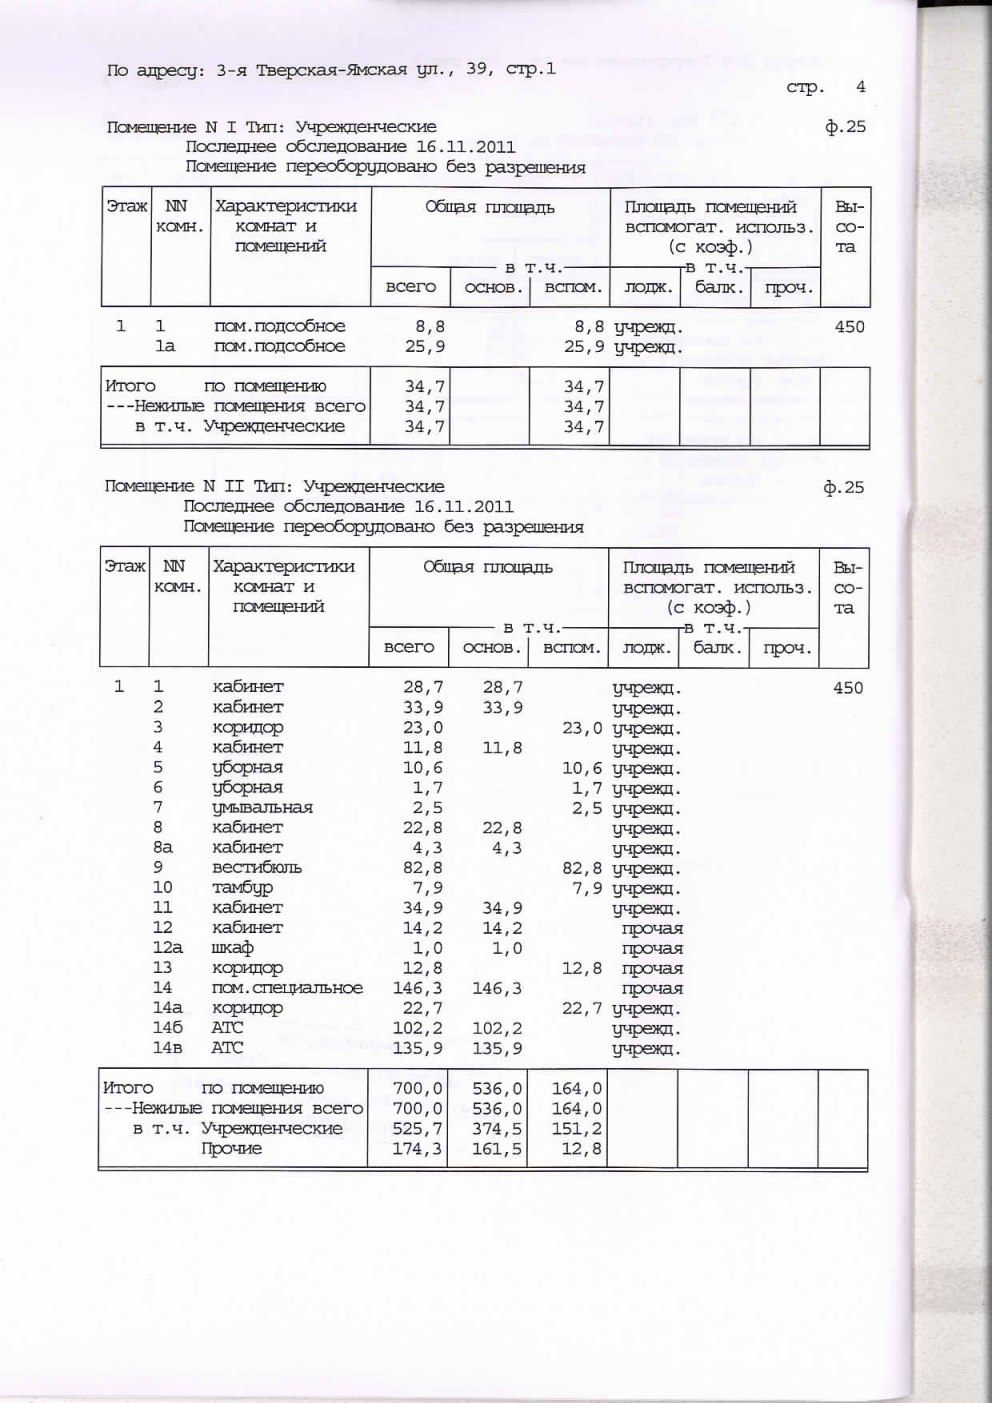 По адресу: 3-я Тверская-Ямская ул., 39, стр.1
стр. 4
Помещение N I Тип: Учрежденческие ф.25
Последнее обследование 16.11.2011
Помещение переоборудовано без разрешения
Этаж NN Характеристики Общая площадь Площадь помещений Вы-
комн. комнат и вспомогат. использ. со-
помещений (с коэф.) та
в т.ч. в т.ч.
всего основ. вспом. лодж. балк. проч.
1 1 пом.подсобное 8,8 8,8 учрежд. 450
1а пом.подсобное 25,9 25,9 учрежд.
Итого по помещению 34,7 34,7
---Нежилые помещения всего 34,7 34,7
в т.ч. Учрежденческие 34,7 34,7
Помещение N II Тип: Учрежденческие ф.25
Последнее обследование 16.11.2011
Помещение переоборудовано без разрешения
Этаж NN Характеристики Общая площадь Площадь помещений Вы-
комн. комнат и вспомогат. использ. со-
помещений (с коэф.) та
в т.ч. в т.ч.
всего основ. вспом. лодж. балк. проч.
1 1 кабинет 28,7 28,7 учрежд. 450
2 кабинет 33,9 33,9 учрежд.
3 коридор 23,0 23,0 учрежд.
4 кабинет 11,8 11,8 учрежд.
5 уборная 10,6 10,6 учрежд.
6 уборная 1,7 1,7 учрежд.
7 умывальная 2,5 2,5 учрежд.
8 кабинет 22,8 22,8 учрежд.
8а кабинет 4,3 4,3 учрежд.
9 вестибюль 82,8 82,8 учрежд.
10 тамбур 7,9 7,9 учрежд.
11 кабинет 34,9 34,9 учрежд.
12 кабинет 14,2 14,2 прочая
12а шкаф 1,0 1,0 прочая
13 коридор 12,8 12,8 прочая
14 пом.специальное 146,3 146,3 прочая
14а коридор 22,7 22,7 учрежд.
14б АТС 102,2 102,2 учрежд.
14в АТС 135,9 135,9 учрежд.
Итого по помещению 700,0 536,0 164,0
---Нежилые помещения всего 700,0 536,0 164,0
в т.ч. Учрежденческие 525,7 374,5 151,2
Прочие 174,3 161,5 12,8